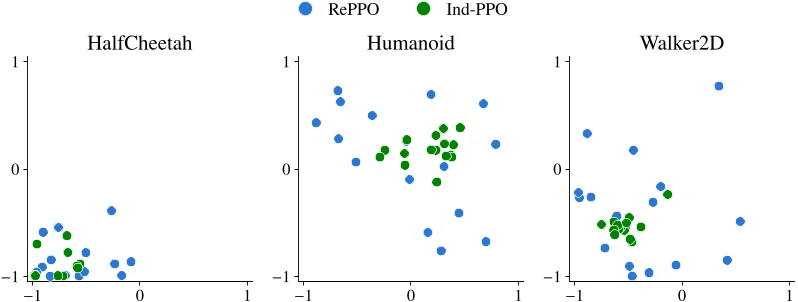 RePPO Ind-PPO
HalfCheetah Humanoid Walker2D
1 1 1
0 0 0
−1 −1 −1
−1 0 1 −1 0 1 −1 0 1